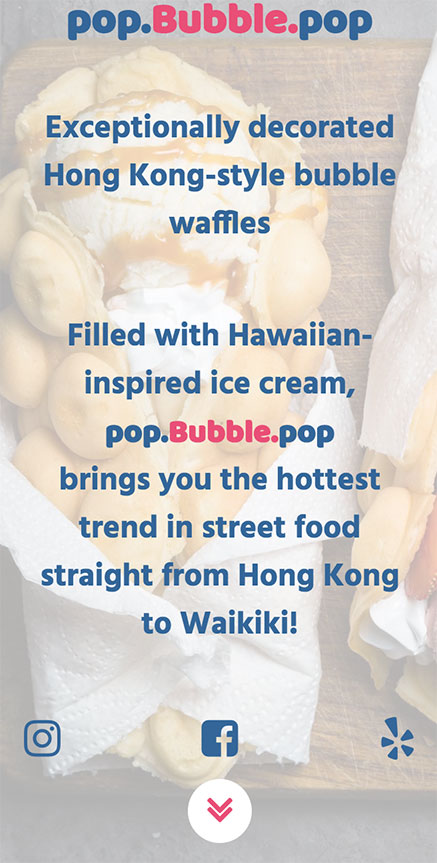 pop.Bubble.pop
Exceptionally decorated
Hong Kong-style bubble
waffles
Filled with Hawaiian-
inspired ice cream,
pop.Bubble.pop
brings you the hottest
trend in street food
straight from Hong Kong
to Waikiki!